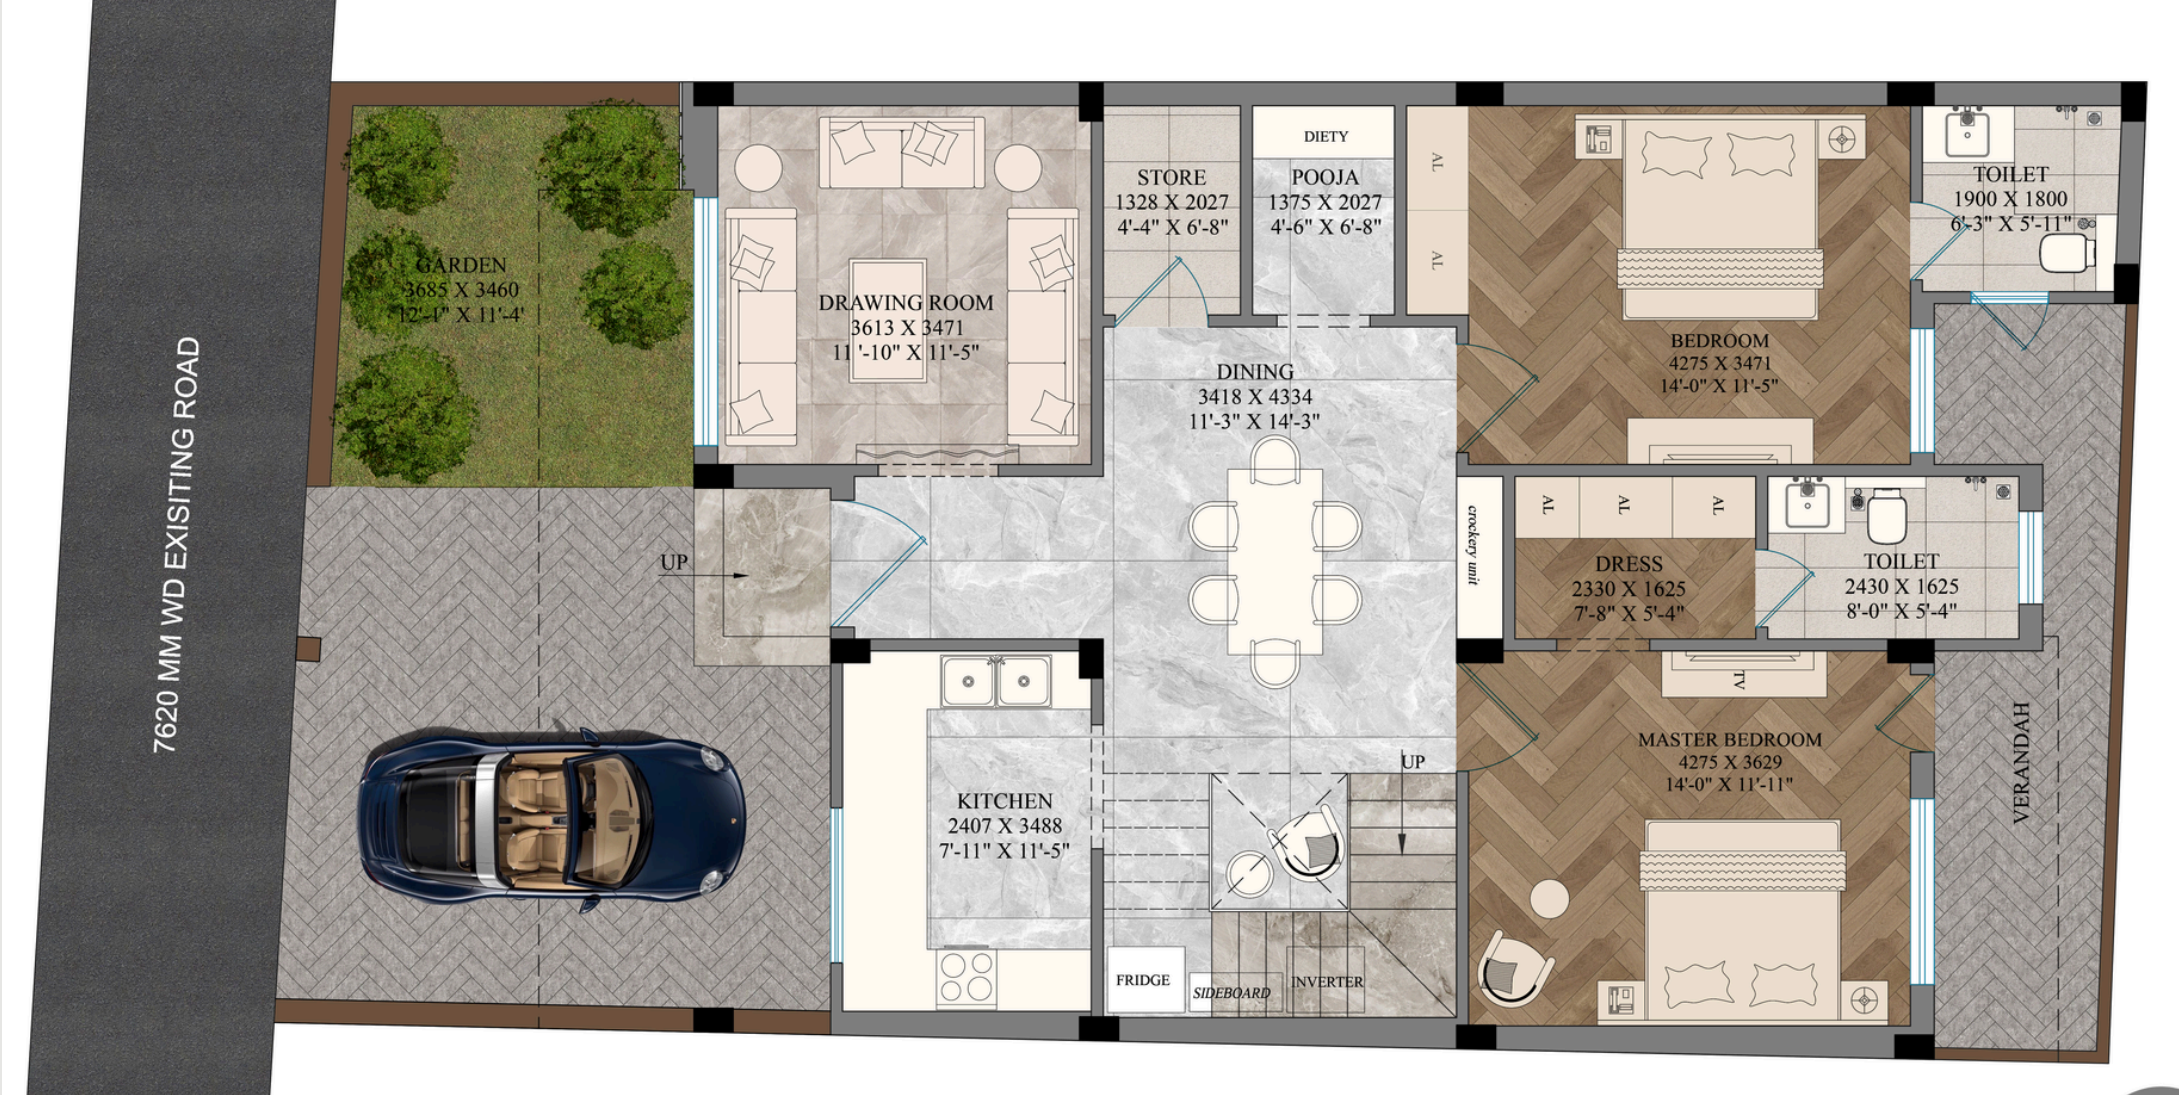 7620 MM WD EXISITING ROAD
GARDEN
3685 X 3460
12'-1" X 11'-4'
DRAWING ROOM
3613 X 3471
11 '-10" X 11'-5"
STORE
1328 X 2027
4'-4" X 6'-8"
DIETY
POOJA
1375 X 2027
4'-6" X 6'-8"
AL
AL
BEDROOM
4275 X 3471
14'-0" X 11'-5"
TOILET
1900 X 1800
6'-3" X 5'-11"
DINING
3418 X 4334
11'-3" X 14'-3"
UP
crockery unit
AL
AL
AL
DRESS
2330 X 1625
7'-8" X 5'-4"
TOILET
2430 X 1625
8'-0" X 5'-4"
TV
MASTER BEDROOM
4275 X 3629
14'-0" X 11'-11"
VERANDAH
KITCHEN
2407 X 3488
7'-11" X 11'-5"
UP
FRIDGE
SIDEBOARD
INVERTER